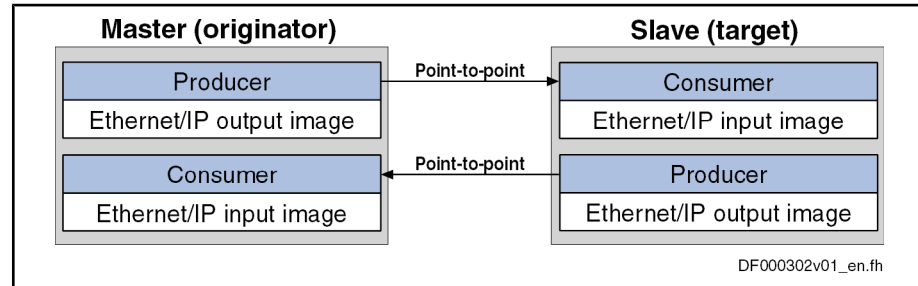 Master (originator)
Slave (target)
Producer
Ethernet/IP output image
Point-to-point
Consumer
Ethernet/IP input image
Consumer
Ethernet/IP input image
Point-to-point
Producer
Ethernet/IP output image
DF000302v01_en.fh